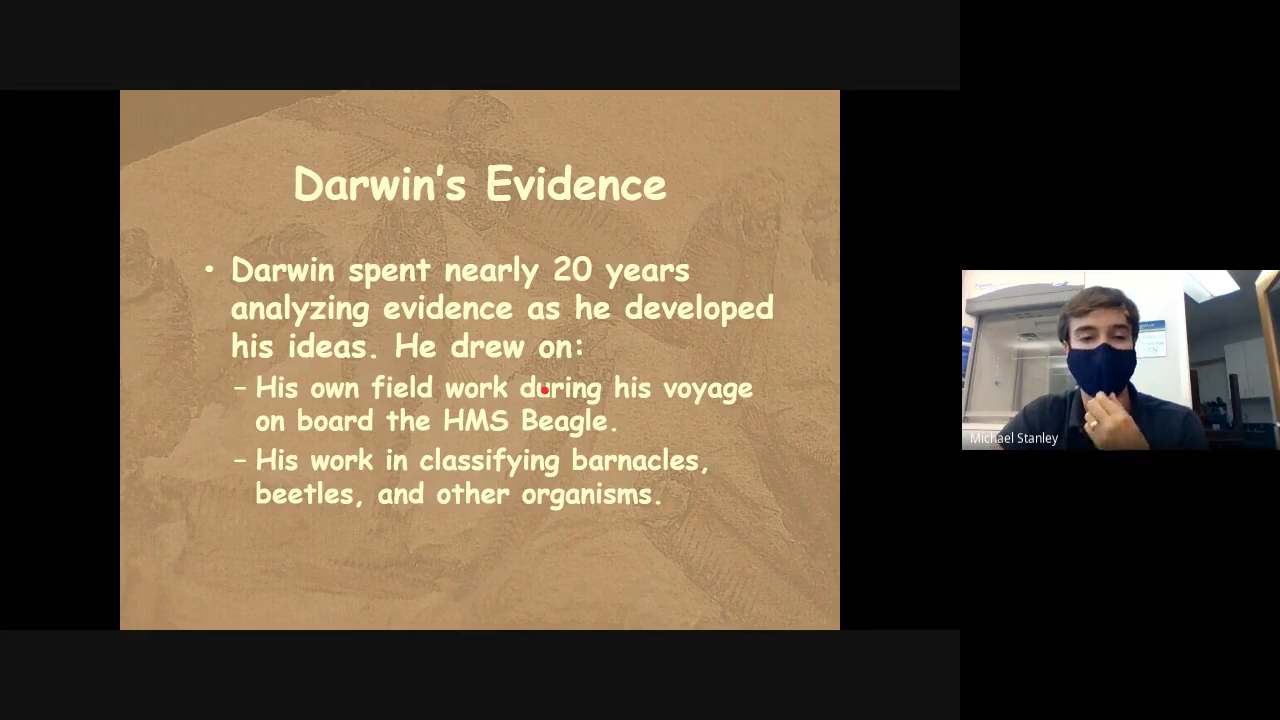 Darwin's Evidence
• Darwin spent nearly 20 years
analyzing evidence as he developed
his ideas. He drew on:
– His own field work during his voyage
on board the HMS Beagle.
– His work in classifying barnacles,
beetles, and other organisms.
Michael Stanley